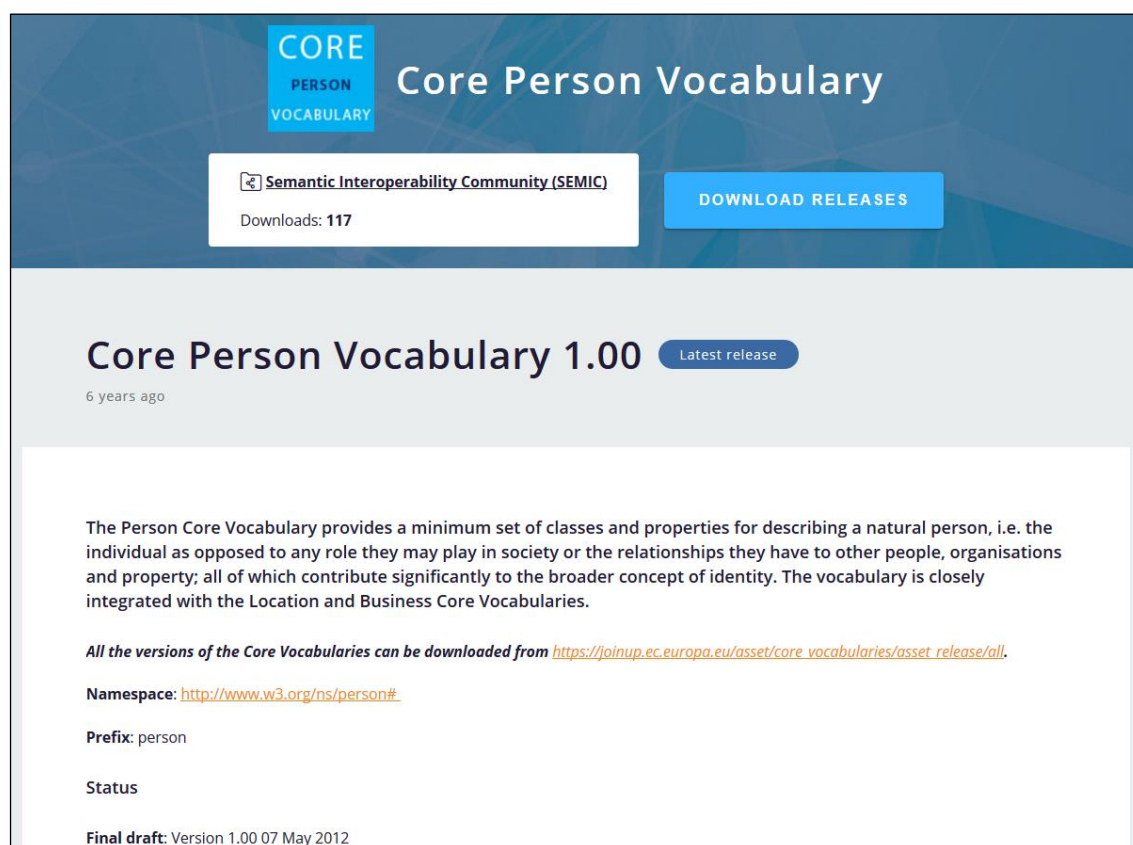 CORE
PERSON
VOCABULARY
Core Person Vocabulary
Semantic Interoperability Community (SEMIC)
Downloads: 117
DOWNLOAD RELEASES
Core Person Vocabulary 1.00
Latest release
6 years ago
The Person Core Vocabulary provides a minimum set of classes and properties for describing a natural person, i.e. the
individual as opposed to any role they may play in society or the relationships they have to other people, organisations
and property; all of which contribute significantly to the broader concept of identity. The vocabulary is closely
integrated with the Location and Business Core Vocabularies.
All the versions of the Core Vocabularies can be downloaded from https://joinup.ec.europa.eu/asset/core_vocabularies/asset_release/all.
Namespace: http://www.w3.org/ns/person#
Prefix: person
Status
Final draft: Version 1.00 07 May 2012